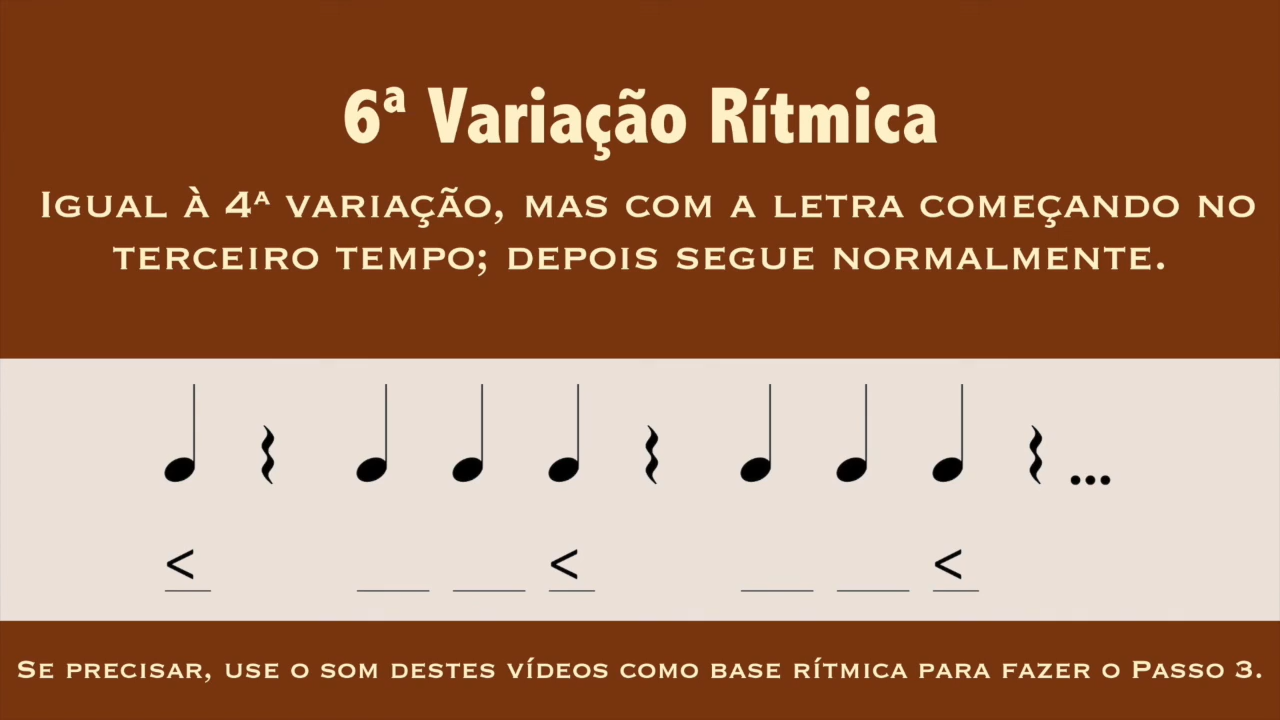 6ª Variação Rítmica
Igual à 4ª variação, mas com a letra começando no
terceiro tempo; depois segue normalmente.
...
< < <
Se precisar, use o som destes vídeos como base rítmica para fazer o Passo 3.